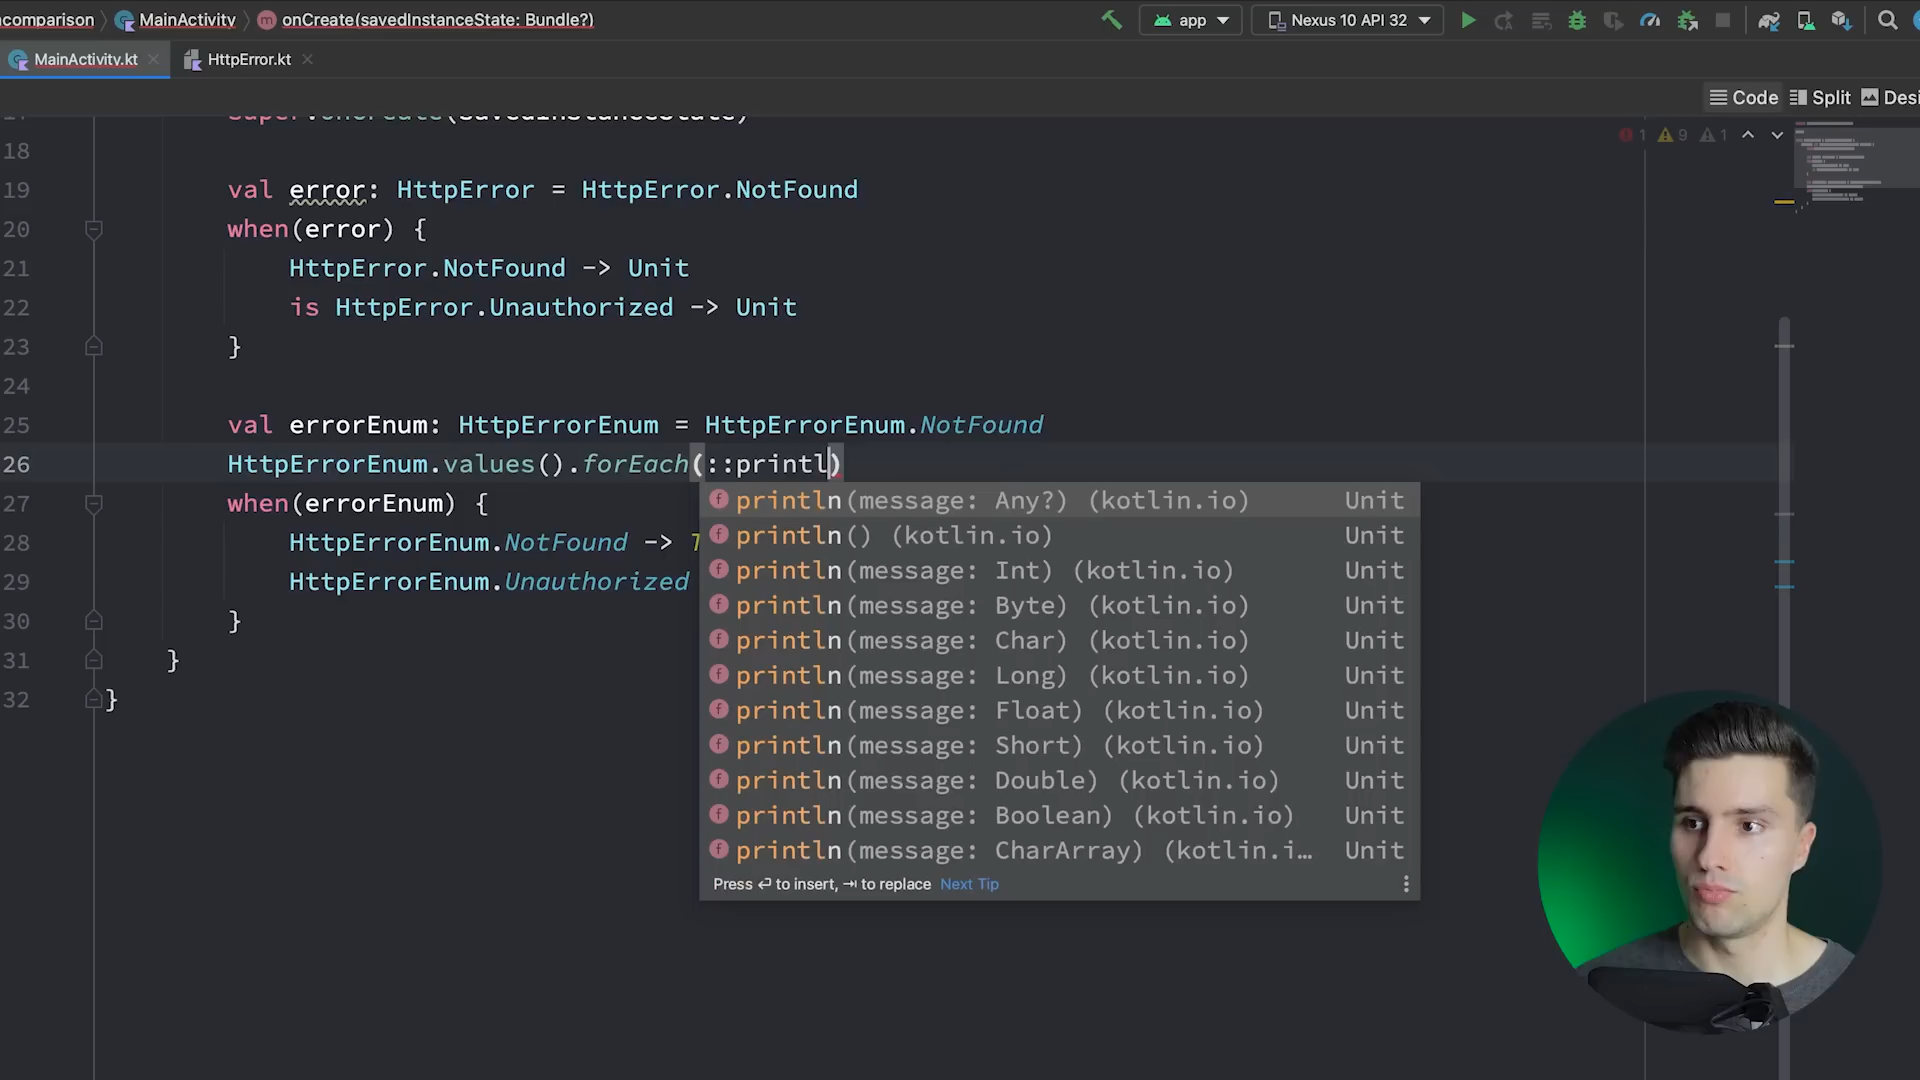 comparison MainActivity onCreate(savedInstanceState: Bundle?) app Nexus 10 API 32
MainActivity.kt HttpError.kt
Code Split Desi
super.onCreate(savedInstanceState)
1 9 1
18
19 val error: HttpError = HttpError.NotFound
20 when(error) {
21 HttpError.NotFound -> Unit
22 is HttpError.Unauthorized -> Unit
23 }
24
25 val errorEnum: HttpErrorEnum = HttpErrorEnum.NotFound
26 HttpErrorEnum.values().forEach(::printl)
27 when(errorEnum) {
28 HttpErrorEnum.NotFound ->
29 HttpErrorEnum.Unauthorized
30 }
31 }
32 }
println(message: Any?) (kotlin.io) Unit
println() (kotlin.io) Unit
println(message: Int) (kotlin.io) Unit
println(message: Byte) (kotlin.io) Unit
println(message: Char) (kotlin.io) Unit
println(message: Long) (kotlin.io) Unit
println(message: Float) (kotlin.io) Unit
println(message: Short) (kotlin.io) Unit
println(message: Double) (kotlin.io) Unit
println(message: Boolean) (kotlin.io) Unit
println(message: CharArray) (kotlin.i… Unit
Press ↵ to insert, ⇥ to replace Next Tip